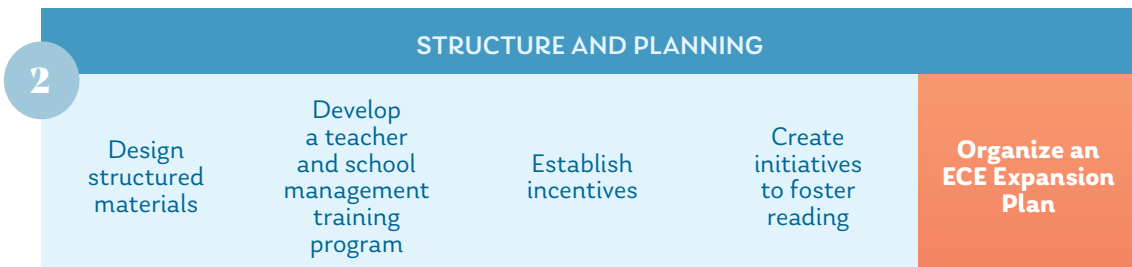 STRUCTURE AND PLANNING
2
Design
structured
materials
Develop
a teacher
and school
management
training
program
Establish
incentives
Create
initiatives
to foster
reading
Organize an
ECE Expansion
Plan